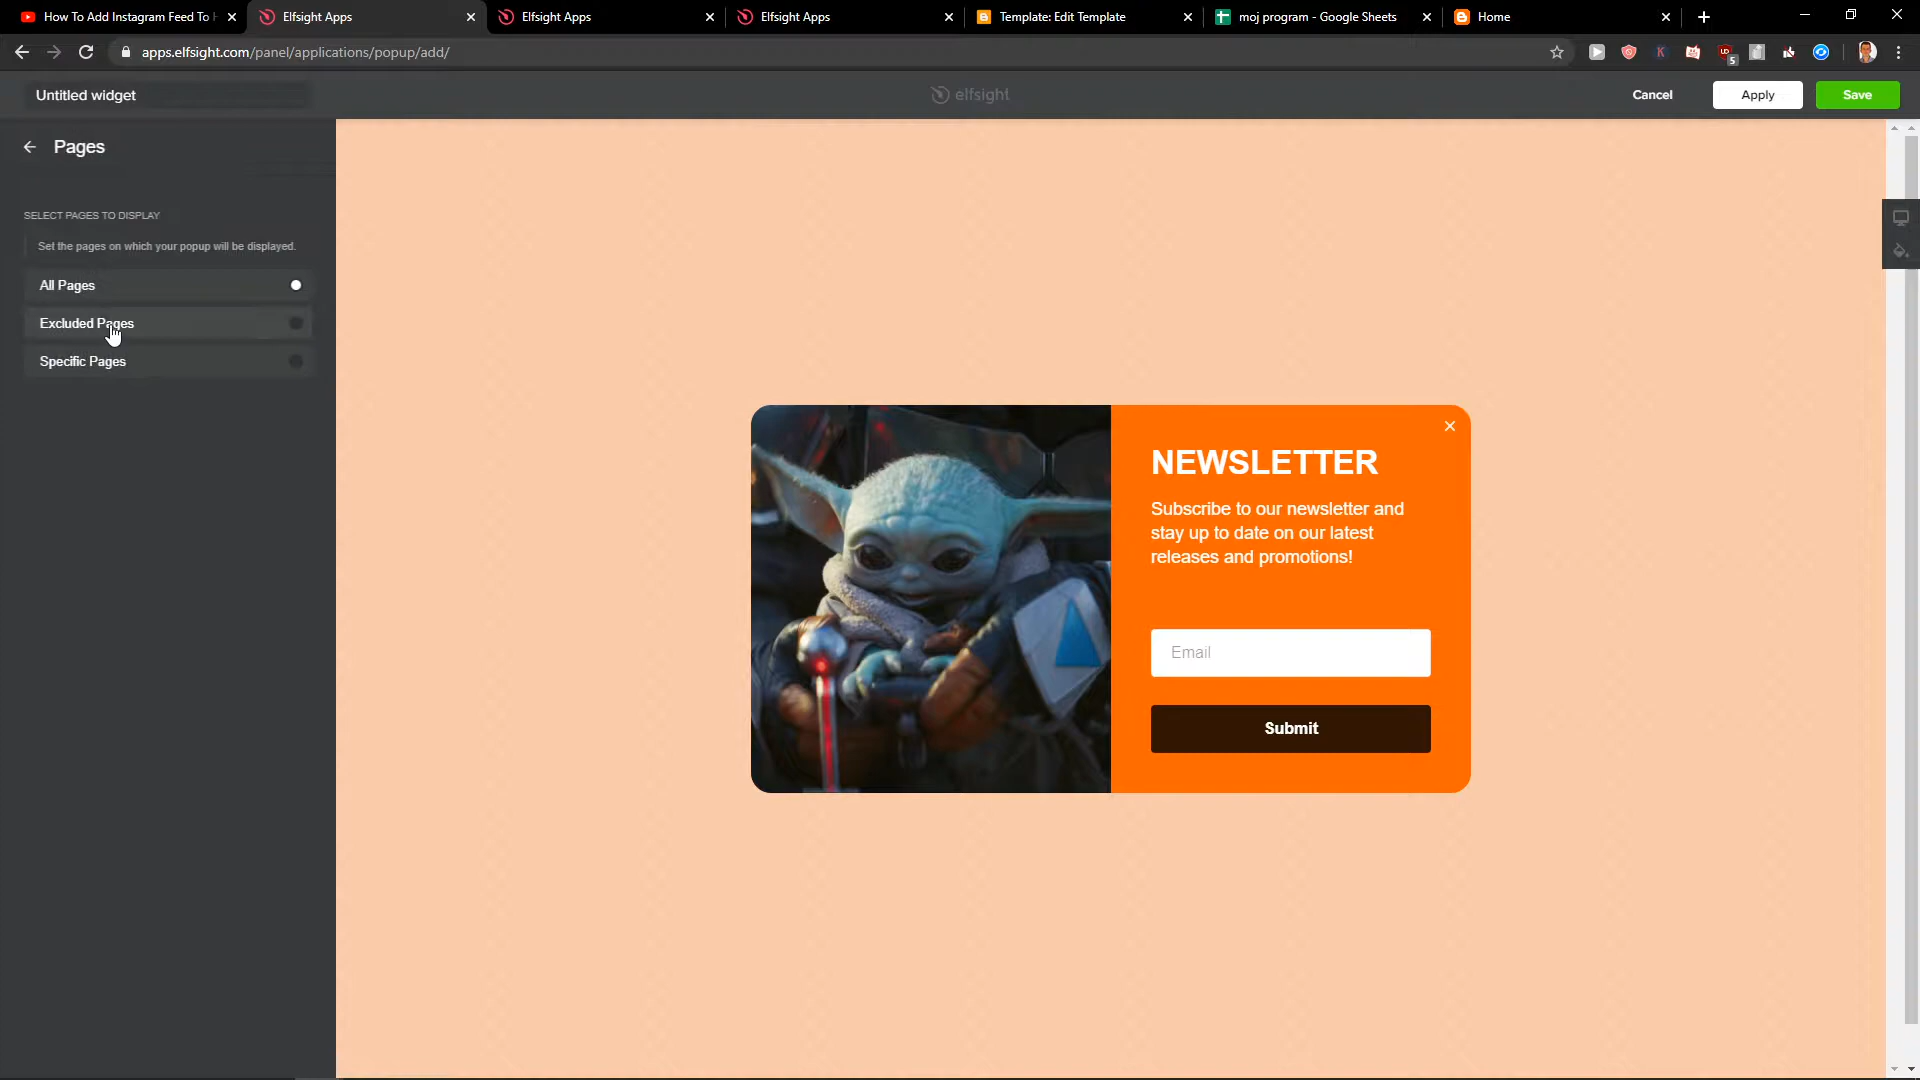 How To Add Instagram Feed To
Elfsight Apps
Elfsight Apps
Elfsight Apps
Template: Edit Template
moj program - Google Sheets
Home
apps.elfsight.com/panel/applications/popup/add/
5
Untitled widget
elfsight
Cancel
Apply
Save
Pages
SELECT PAGES TO DISPLAY
Set the pages on which your popup will be displayed.
All Pages
Excluded Pages
Specific Pages
NEWSLETTER
Subscribe to our newsletter and
stay up to date on our latest
releases and promotions!
Email
Submit